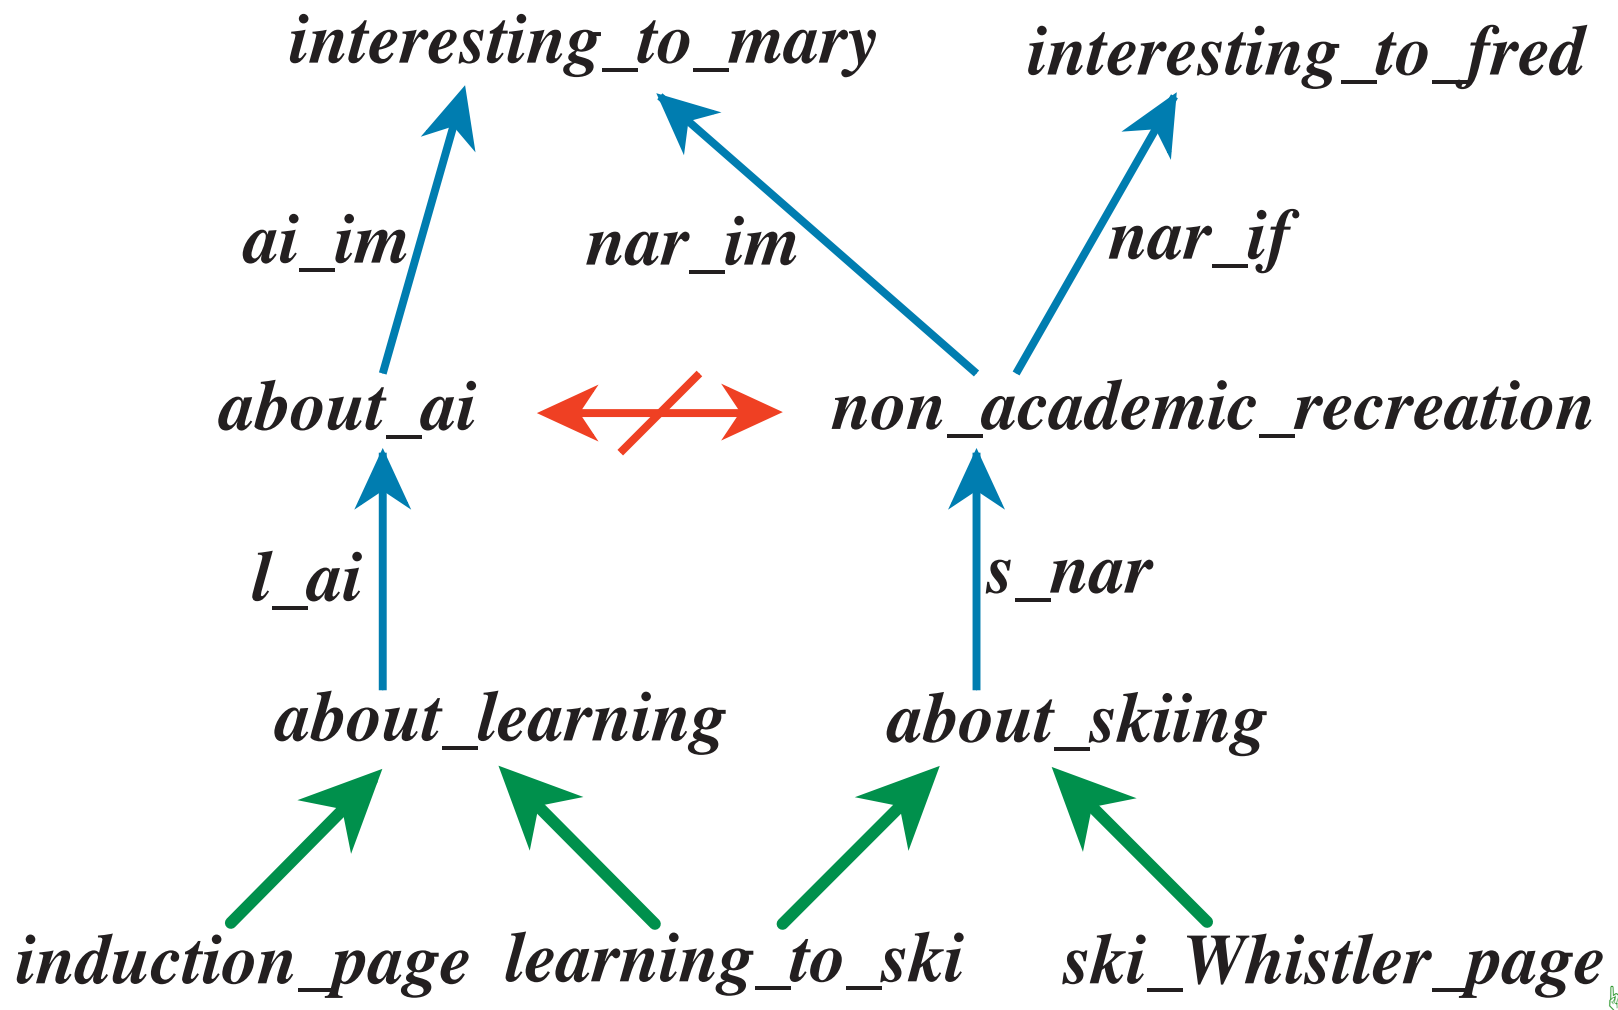 interesting_to_mary interesting_to_fred
ai_im nar_im nar_if
about_ai non_academic_recreation
l_ai s_nar
about_learning about_skiing
induction_page learning_to_ski ski_Whistler_page